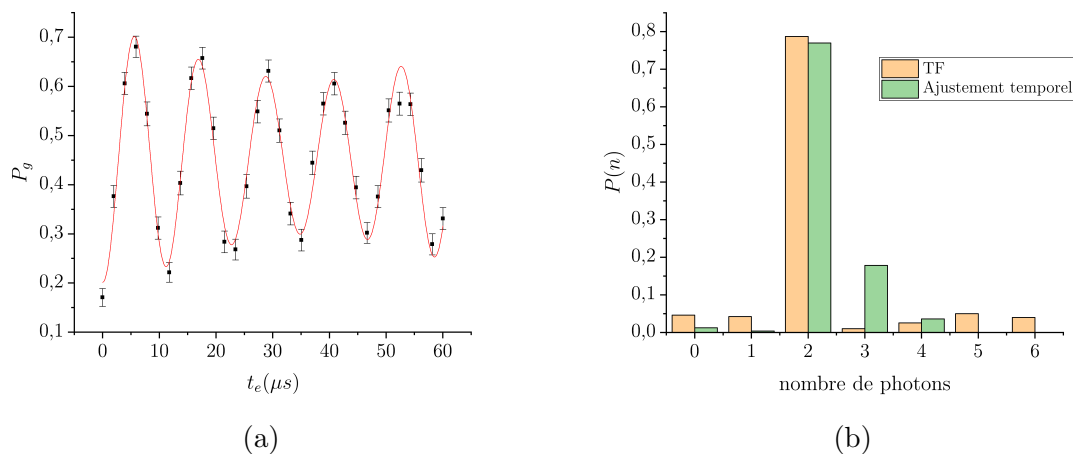 0,7
0,6
0,5
0,4
0,3
0,2
0,1
P_g
0 10 20 30 40 50 60
t_e(μs)
(a)
0,8
0,7
0,6
0,5
0,4
0,3
0,2
0,1
0,0
P(n)
TF
Ajustement temporel
0 1 2 3 4 5 6
nombre de photons
(b)